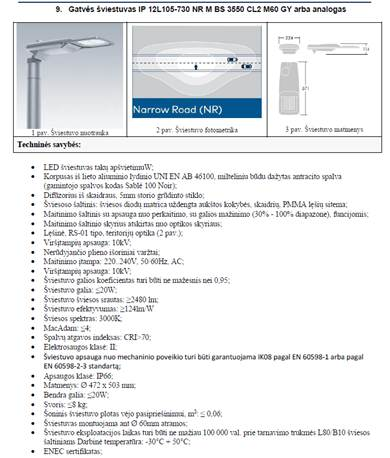 9. Gatvės šviestuvas IP 12L105-730 NR M BS 3550 CL2 M60 GY arba analogas
Narrow Road (NR)
1 pav. Šviestuvo nuotrauka
2 pav. Šviestuvo fotometrika
3 pav. Šviestuvo matmenys
Techninės savybės:
LED šviestuvas takų apšvietimuW;
Korpusas iš lieto aliuminio lydinio UNI EN AB 46100, milteliniu būdu dažytas antracito spalva
(gamintojo spalvos kodas Sablé 100 Noir);
Difuzorius iš skaidraus, 5mm storio grūdinto stiklo;
Šviesos šaltinis: šviesos diodų matrica uždengta aukštos kokybės, skaidrių, PMMA lęšių sitema;
Maitinimo šaltinis su apsauga nuo perkaitimo, su galios mažinimo (30% - 100% diapazone), funcijomis;
Maitinimo šaltinio skyrius atskirtas nuo optikos skyriaus;
Lęšinė, RS-01 tipo, teritorijų optika (2 pav.);
Viršįtampių apsauga: 10kV;
Nerūdyjančio plieno išoriniai varžtai;
Maitinimo įtampa: 220..240V, 50/60Hz, AC;
Viršįtampių apsauga: 10kV;
Šviestuvo galios koeficientas turi būti ne mažesnis nei 0,95;
Šviestuvo galia: ≤20W;
Šviestuvo šviesos srautas: ≥2480 lm;
Šviestuvo efektyvumas: ≥124lm/W
Šviesos spektras: 3000K;
MacAdam: ≤4;
Spalvų atgavos indeksas: CRI>70;
Elektrosaugos klasė: II;
Šviestuvo apsauga nuo mechaninio poveikio turi būti garantuojama IK08 pagal EN 60598-1 arba pagal
EN 60598-2-3 standartą;
Apsaugos klasė: IP66;
Matmenys: Ø 472 x 503 mm;
Bendra galia: ≤20W;
Svoris: ≤8 kg;
Šoninis šviestuvo plotas vėjo pasipriešinimui, m²: ≤ 0,06;
Šviestuvas montuojama ant Ø 60mm atramos;
Šviestuvo eksploatacijos laikas turi būti ne mažiau 100 000 val. prie tarnavimo trukmės L80/B10 šviesos
šaltiniams Darbinė temperatūra: -30°C + 50°C;
ENEC sertifikatas;